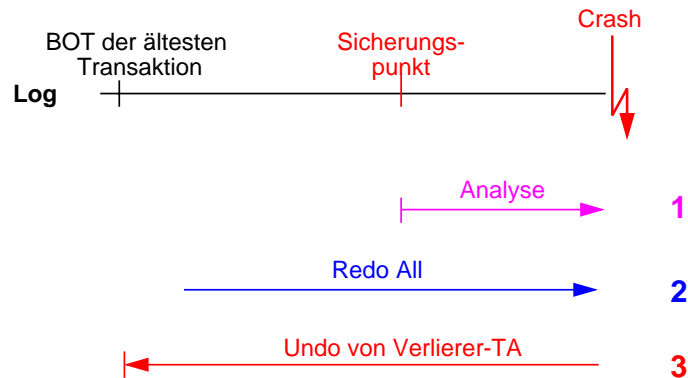 Crash
BOT der ältesten
Transaktion
Sicherungs-
punkt
Log
Analyse
1
Redo All
2
Undo von Verlierer-TA
3